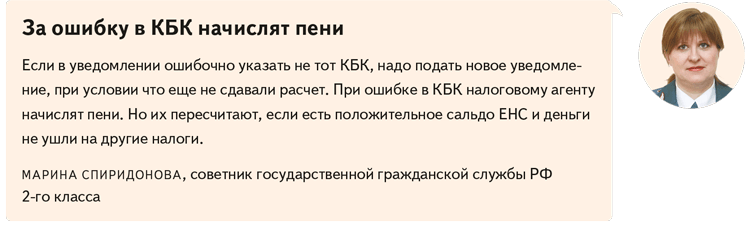 За ошибку в КБК начислят пени
Если в уведомлении ошибочно указать не тот КБК, надо подать новое уведомле-
ние, при условии что еще не сдавали расчет. При ошибке в КБК налоговому агенту
начислят пени. Но их пересчитают, если есть положительное сальдо ЕНС и деньги
не ушли на другие налоги.
МАРИНА СПИРИДОНОВА, советник государственной гражданской службы РФ
2-го класса